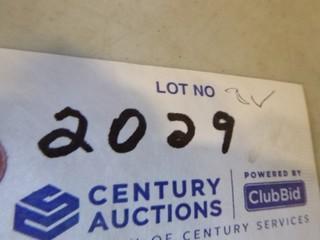 LOT NO
2029
CENTURY AUCTIONS
POWERED BY
ClubBid
OF CENTURY SERVICES